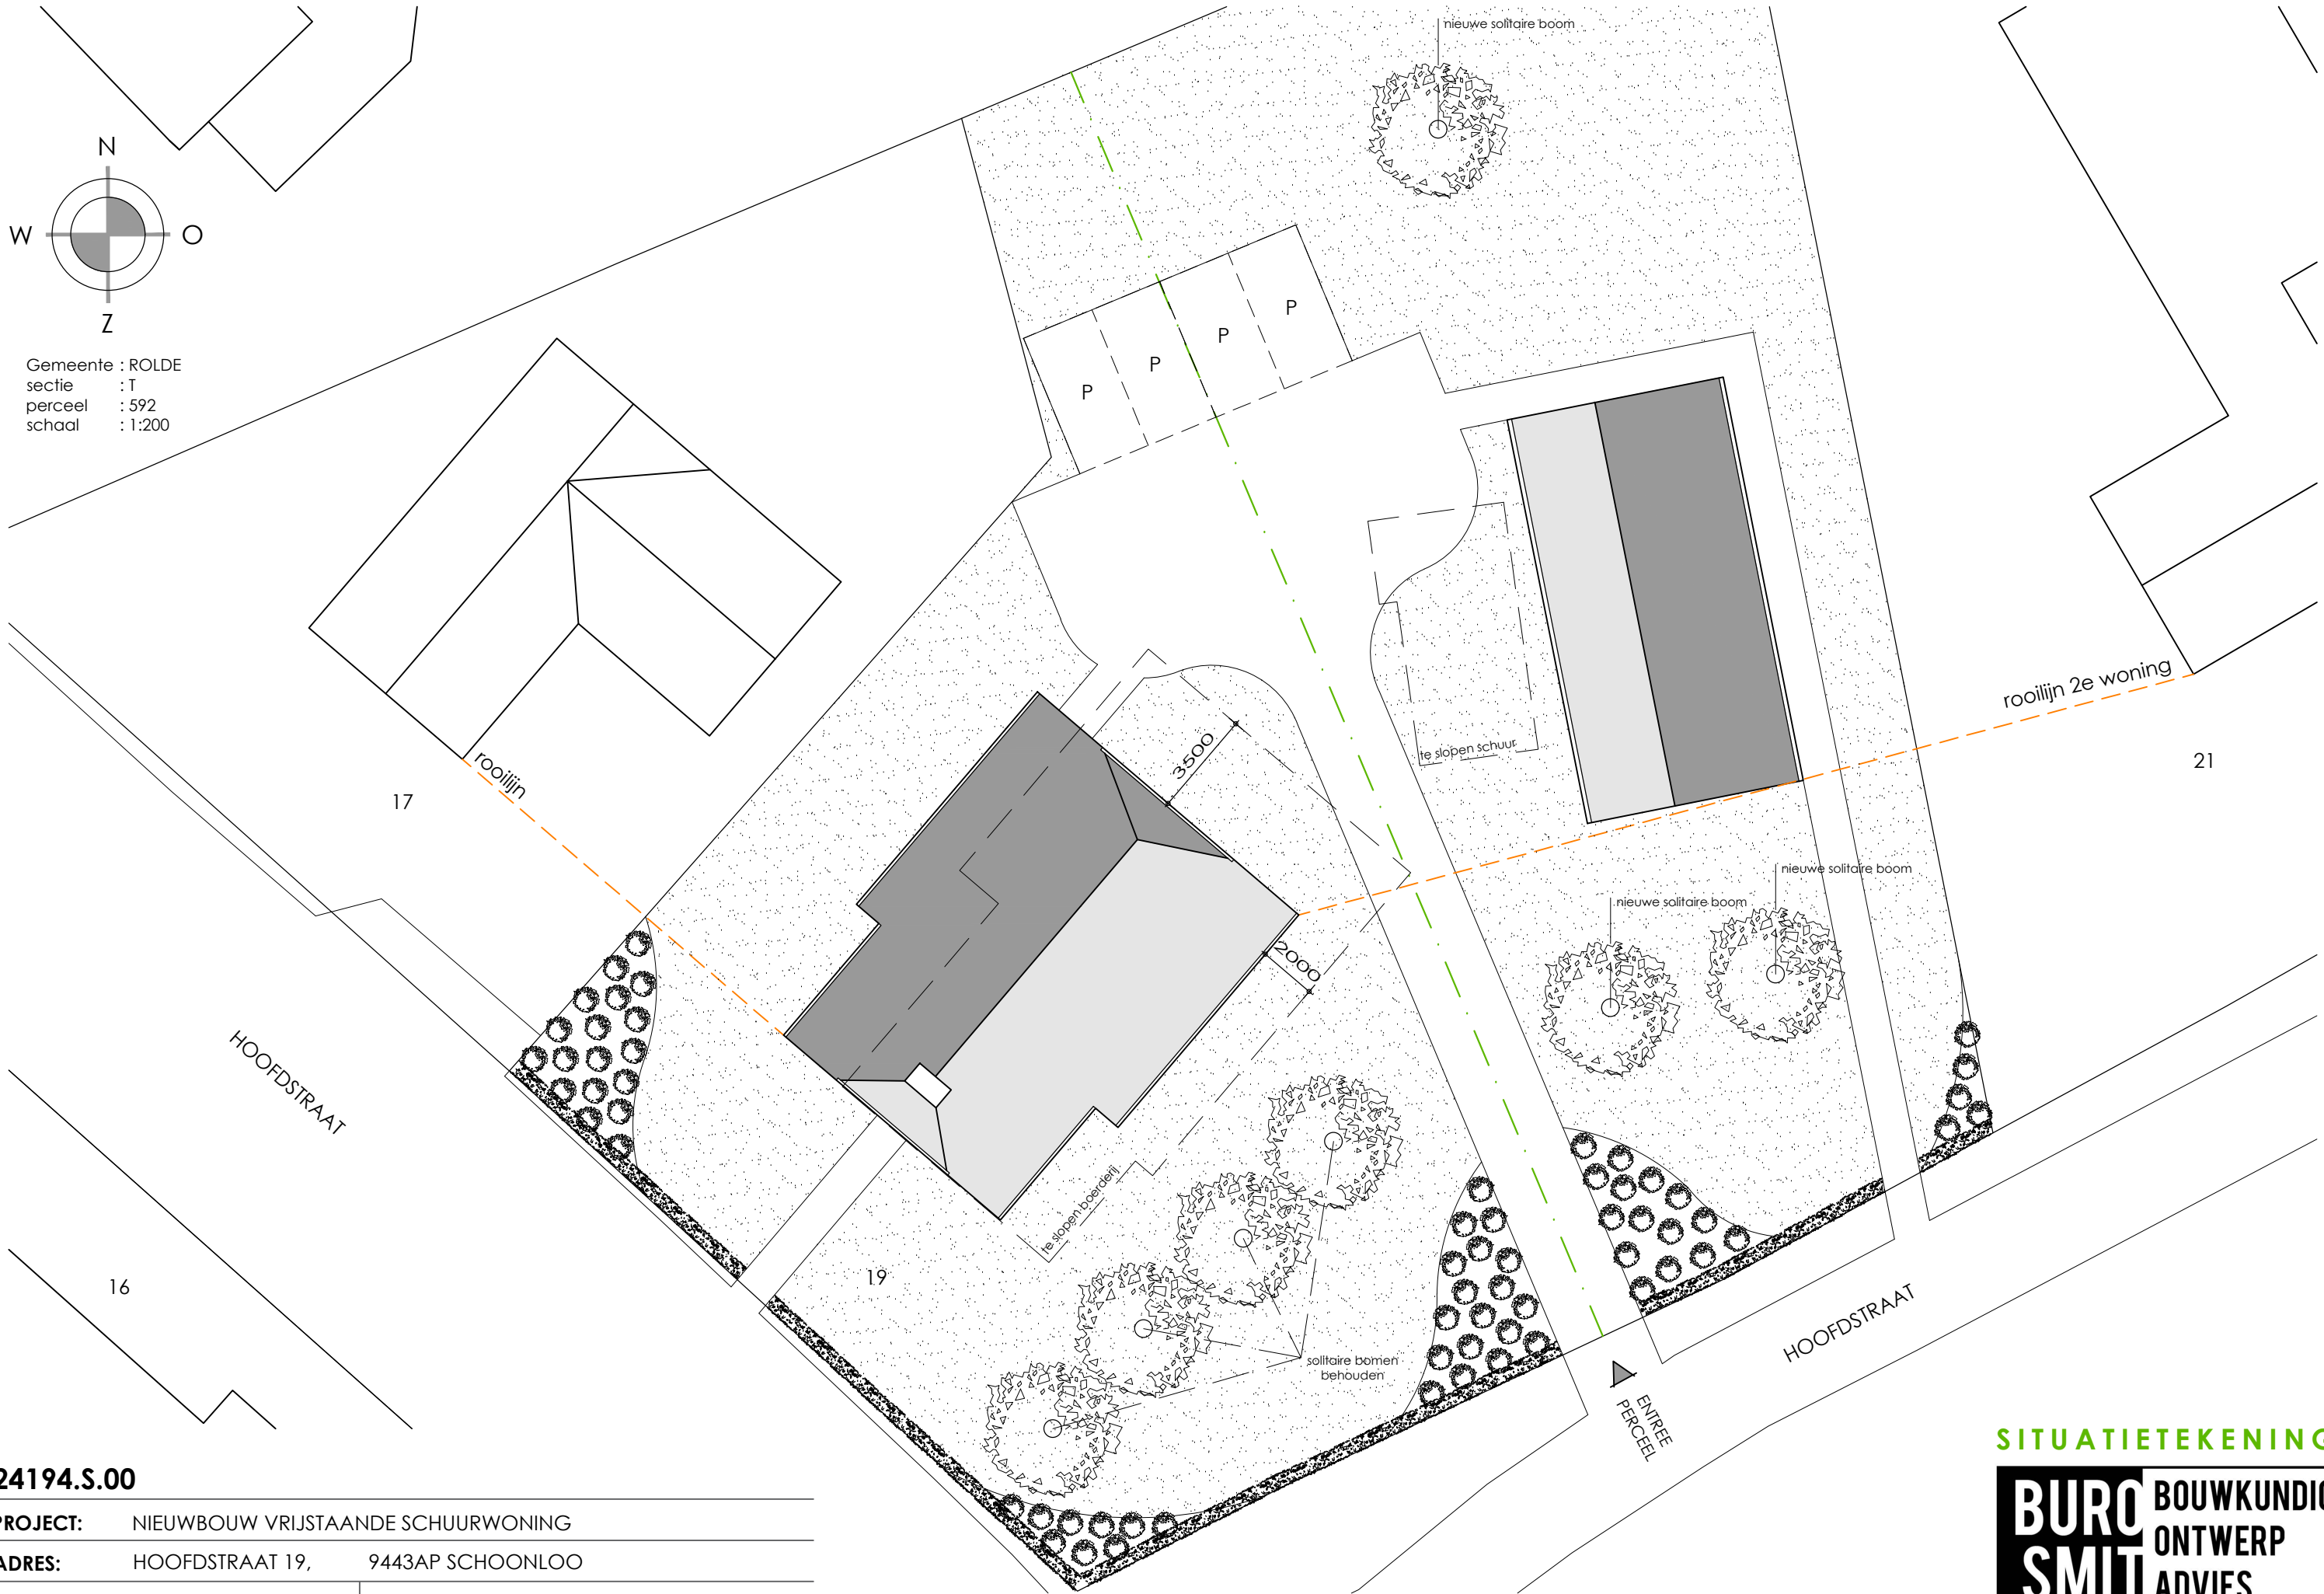 nieuwe solitaire boom
N
W O
Z
Gemeente : ROLDE
sectie : T
perceel : 592
schaal : 1:200
P
P
P
P
rooilijn 2e woning
te slopen schuur
3500
rooilijn
17
21
nieuwe solitaire boom
nieuwe solitaire boom
2000
HOOFDSTRAAT
te slopen boerderij
19
16
HOOFDSTRAAT
solitaire bomen
behouden
ENTREE
PERCEEL
SITUATIETEKENING
24194.S.00
PROJECT: NIEUWBOUW VRIJSTAANDE SCHUURWONING
ADRES: HOOFDSTRAAT 19, 9443AP SCHOONLOO
BURO
SMIT
BOUWKUNDIG
ONTWERP
ADVIES